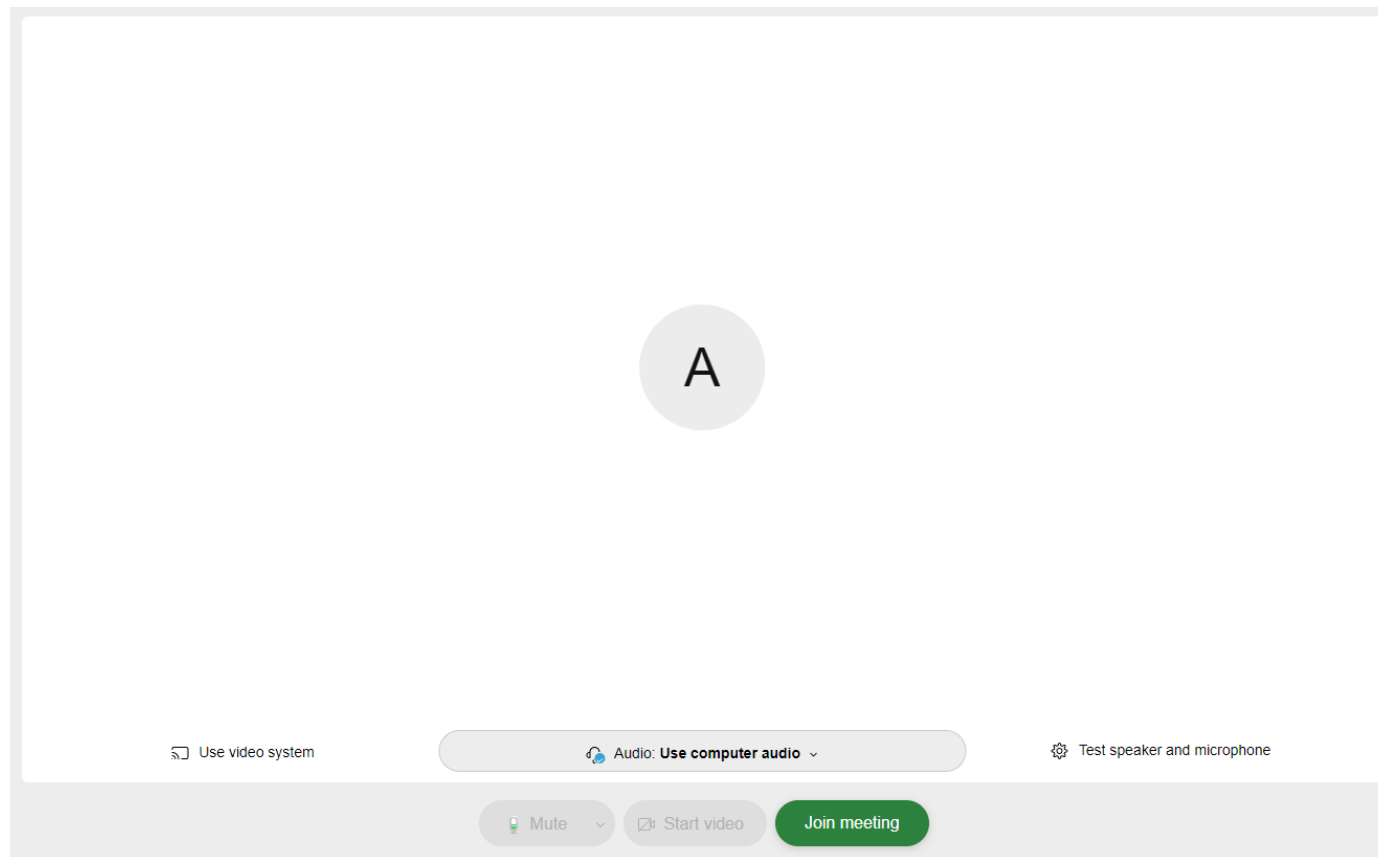 A
Use video system
Audio: Use computer audio
Test speaker and microphone
Mute
Start video
Join meeting